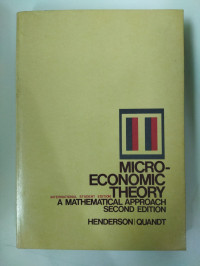 MICRO-
ECONOMIC
INTERNATIONAL STUDENT EDITION
THEORY
A MATHEMATICAL APPROACH
SECOND EDITION
HENDERSON/QUANDT